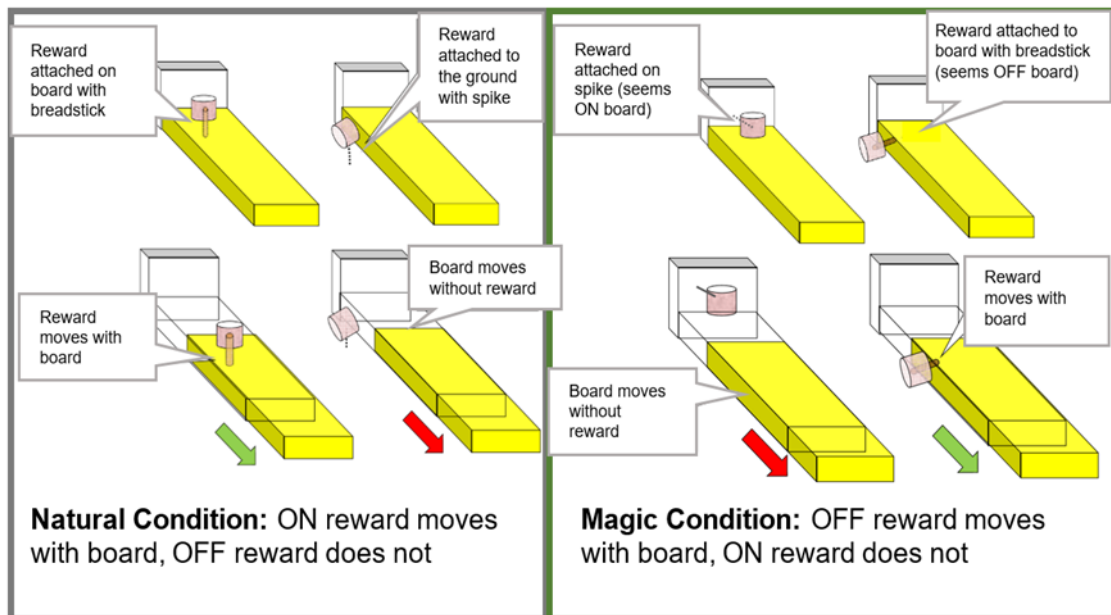 Reward
attached on
board with
breadstick
Reward
attached to
the ground
with spike
Reward
moves with
board
Board moves
without reward
Natural Condition: ON reward moves
with board, OFF reward does not
Reward
attached on
spike (seems
ON board)
Reward attached to
board with breadstick
(seems OFF board)
Board moves
without
reward
Reward
moves with
board
Magic Condition: OFF reward moves
with board, ON reward does not